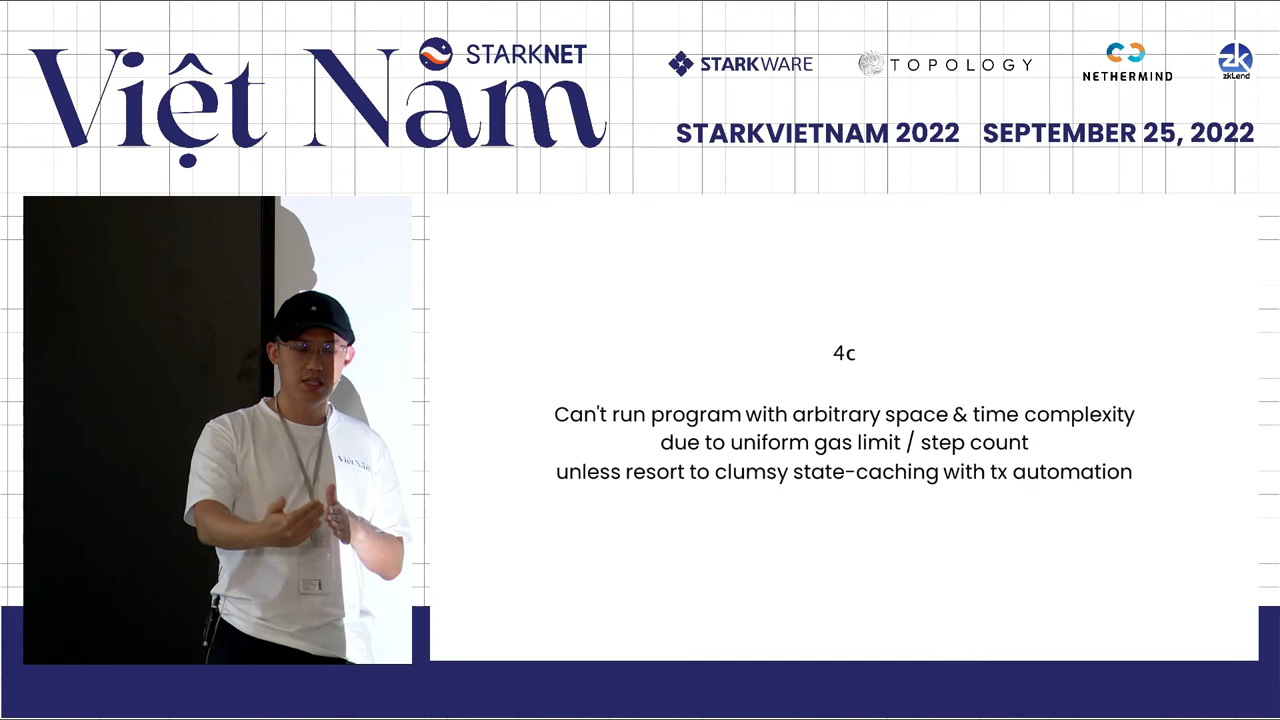 Việt Nam
STARKNET
STARKWARE
TOPOLOGY
NETHERMIND
zk
zkLend
STARKVIETNAM 2022 SEPTEMBER 25, 2022
4c
Can't run program with arbitrary space & time complexity
due to uniform gas limit / step count
unless resort to clumsy state-caching with tx automation